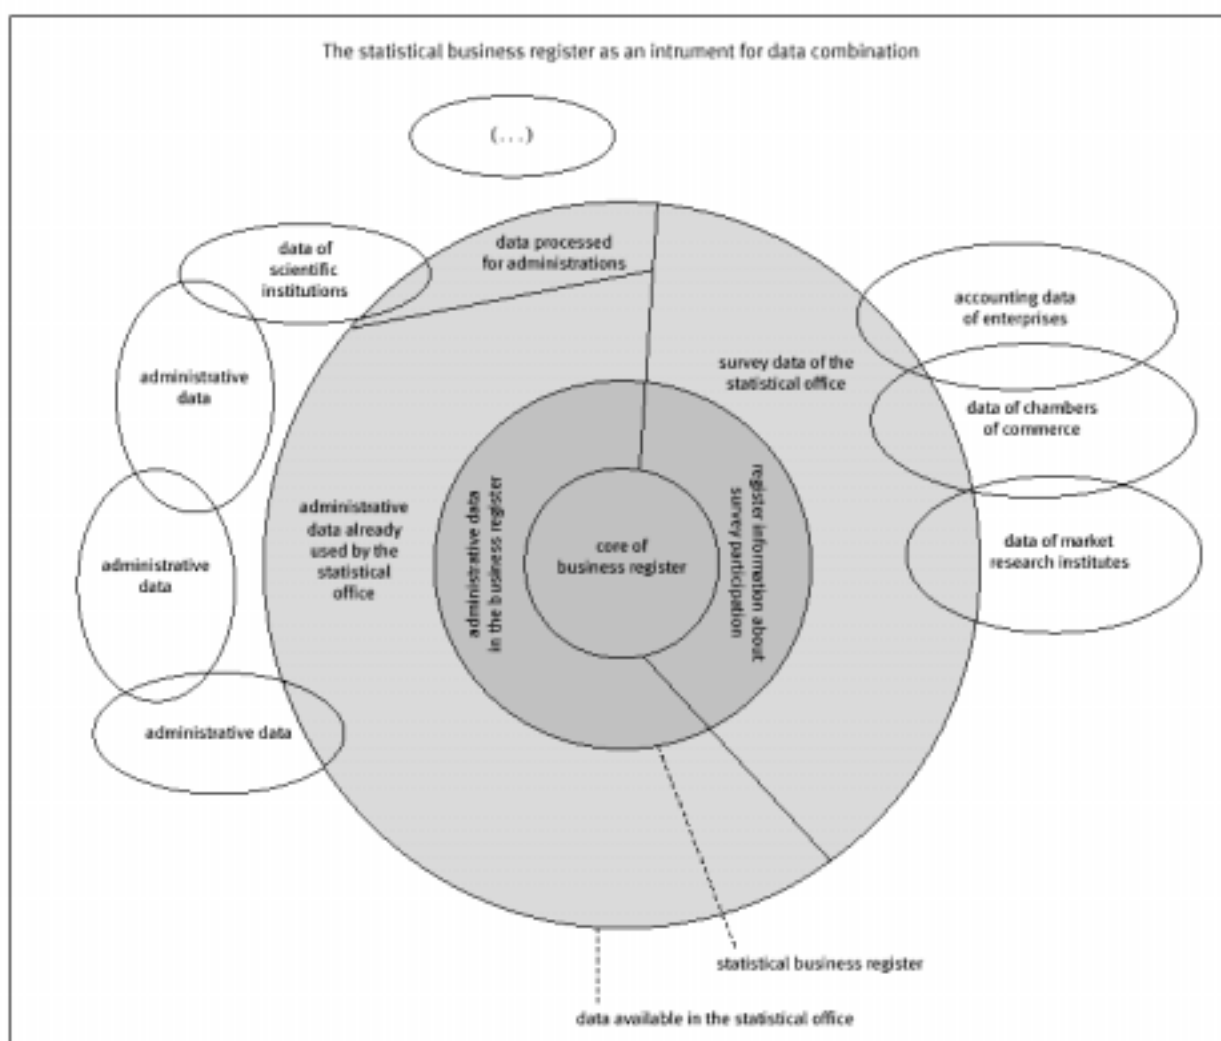 The statistical business register as an intrument for data combination
(...)
data of
scientific
institutions
data processed
for administrations
accounting data
of enterprises
survey data of the
statistical office
administrative
data
data of chambers
of commerce
administrative
data already
used by the
statistical
office
administrative data
in the business register
core of
business register
register information about
survey participation
data of market
research institutes
administrative
data
administrative data
statistical business register
data available in the statistical office